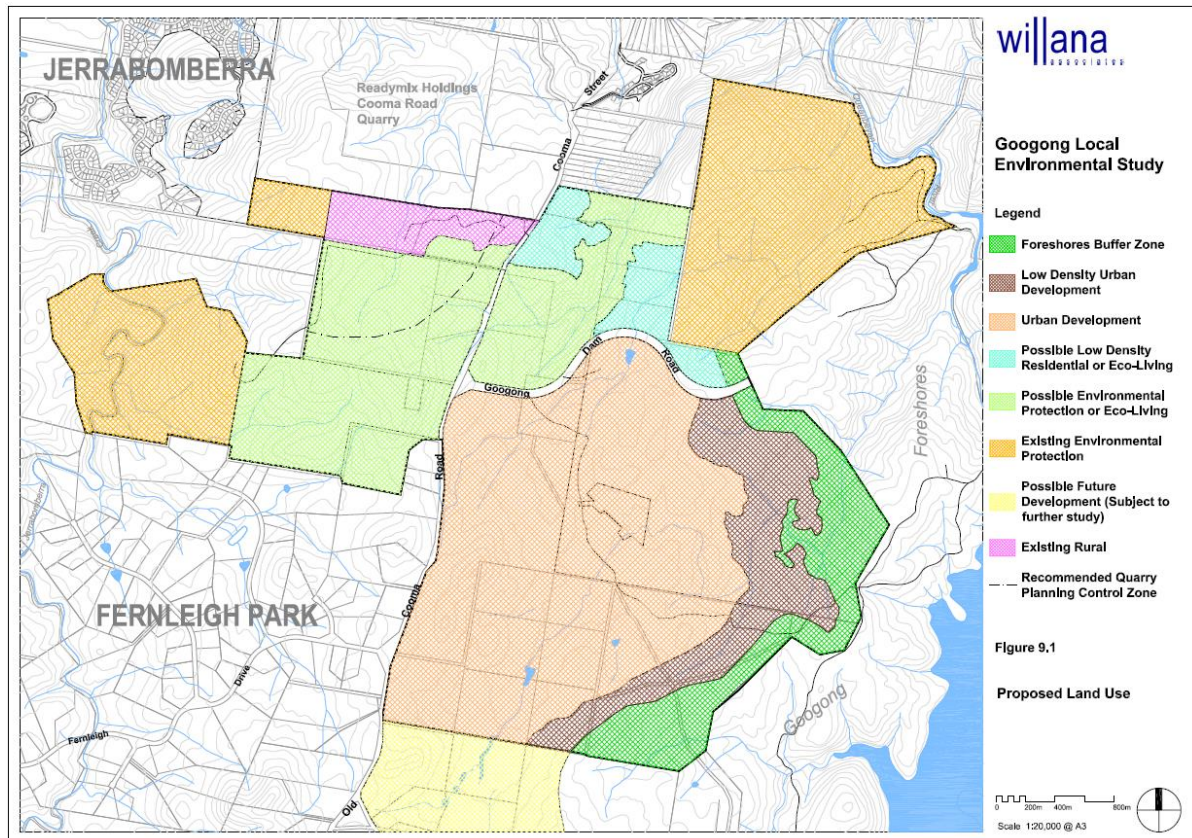 JERRABOMBERRA
Readymix Holdings
Cooma Road
Quarry
Street
Cooma
Googong
Dam
Road
Road
Foreshores
FERNLEIGH PARK
Cooma
Drive
Fernleigh
Googong
Old
willana
associates
Googong Local
Environmental Study
Legend
Foreshores Buffer Zone
Low Density Urban
Development
Urban Development
Possible Low Density
Residential or Eco-Living
Possible Environmental
Protection or Eco-Living
Existing Environmental
Protection
Possible Future
Development (Subject to
further study)
Existing Rural
Recommended Quarry
Planning Control Zone
Figure 9.1
Proposed Land Use
0 200m 400m 800m
Scale 1:20,000 @ A3